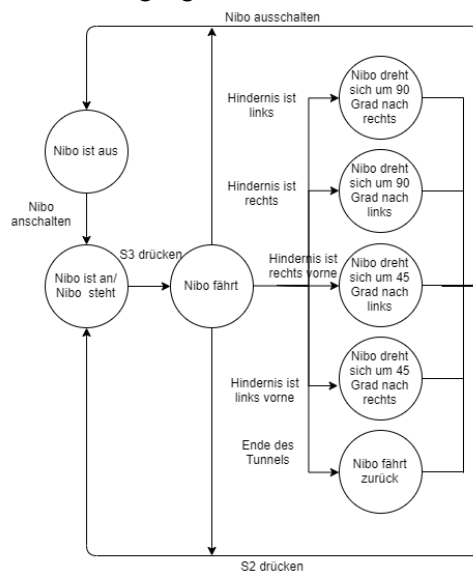 Nibo ausschalten
Nibo ist aus
Nibo
anschalten
Nibo ist an/
Nibo steht
S3 drücken
Nibo fährt
Hindernis ist
links
Nibo dreht
sich um 90
Grad nach
rechts
Hindernis ist
rechts
Nibo dreht
sich um 90
Grad nach
links
Hindernis ist
rechts vorne
Nibo dreht
sich um 45
Grad nach
links
Hindernis ist
links vorne
Nibo dreht
sich um 45
Grad nach
rechts
Ende des
Tunnels
Nibo fährt
zurück
S2 drücken